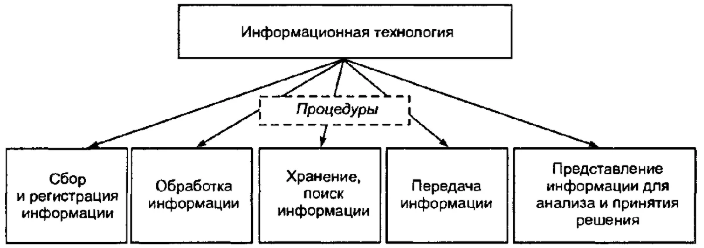 Информационная технология
Процедуры
Сбор
и регистрация
информации
Обработка
информации
Хранение,
поиск
информации
Передача
информации
Представление
информации для
анализа и принятия
решения